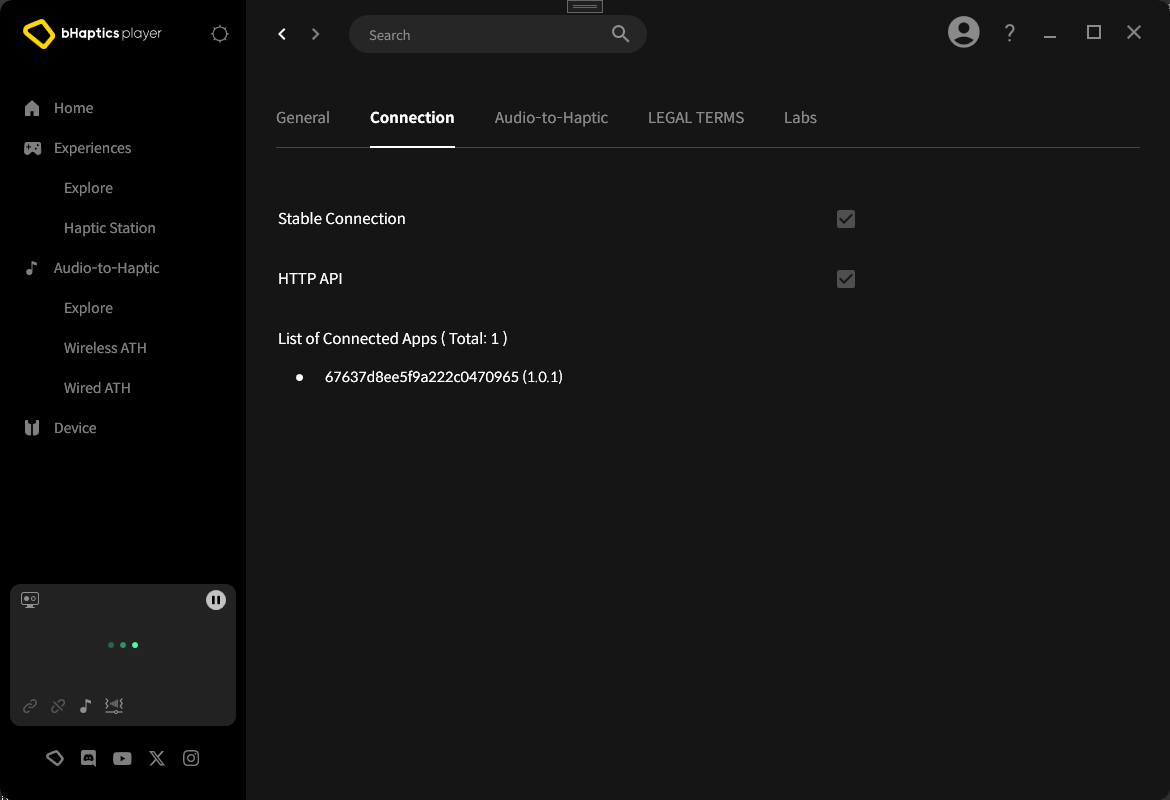 bHaptics player
Search
?
Home
Experiences
Explore
Haptic Station
Audio-to-Haptic
Explore
Wireless ATH
Wired ATH
Device
General Connection Audio-to-Haptic LEGAL TERMS Labs
Stable Connection
HTTP API
List of Connected Apps ( Total: 1 )
67637d8ee5f9a222c0470965 (1.0.1)